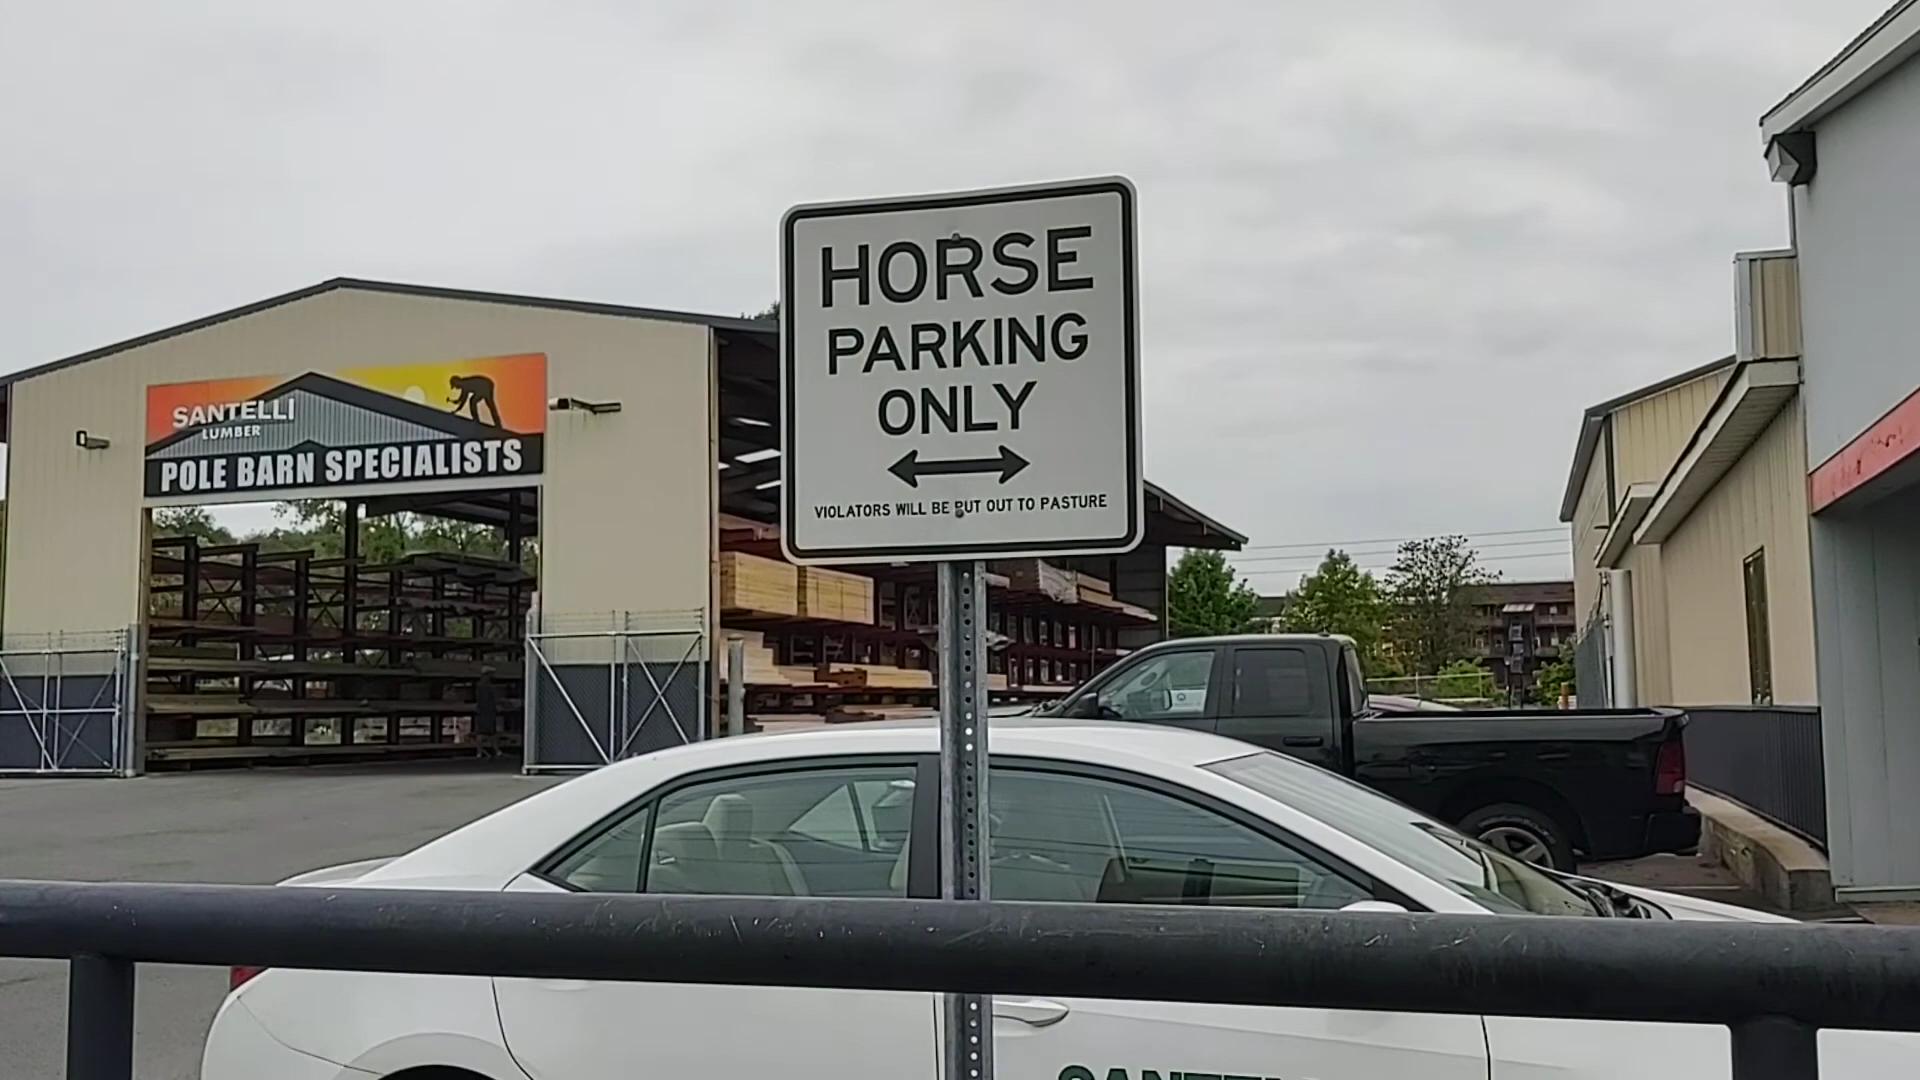 HORSE
PARKING
ONLY
VIOLATORS WILL BE PUT OUT TO PASTURE
SANTELLI
LUMBER
POLE BARN SPECIALISTS